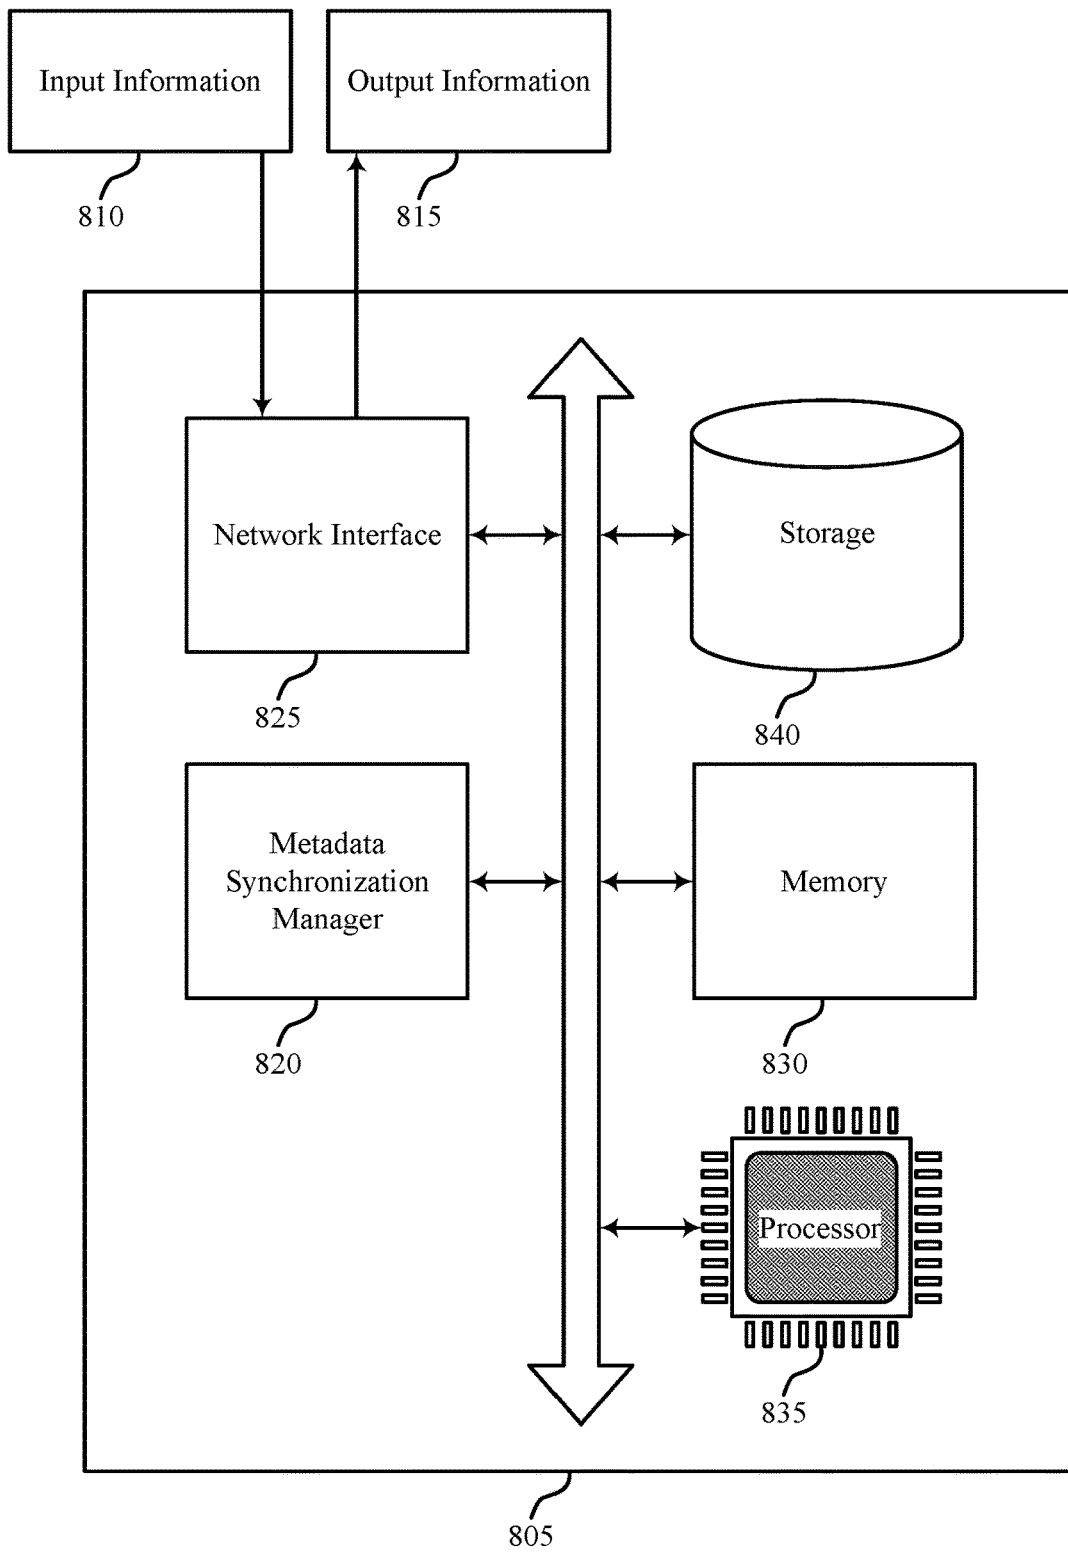 Input Information
Output Information
810
815
Network Interface
Storage
825
840
Metadata
Synchronization
Manager
Memory
820
830
Processor
835
805